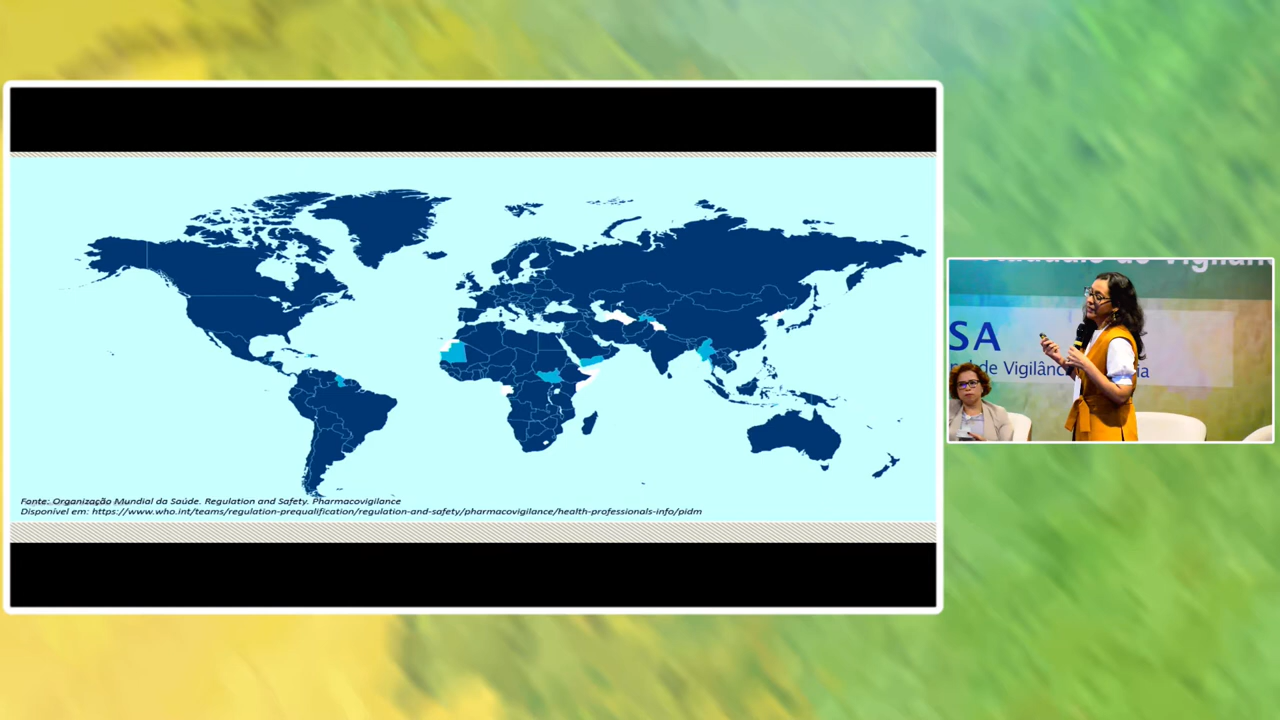 Fonte: Organização Mundial da Saúde. Regulation and Safety. Pharmacovigilance
Disponível em: https://www.who.int/teams/regulation-prequalification/regulation-and-safety/pharmacovigilance/health-professionals-info/pidm
SA
de Vigilân